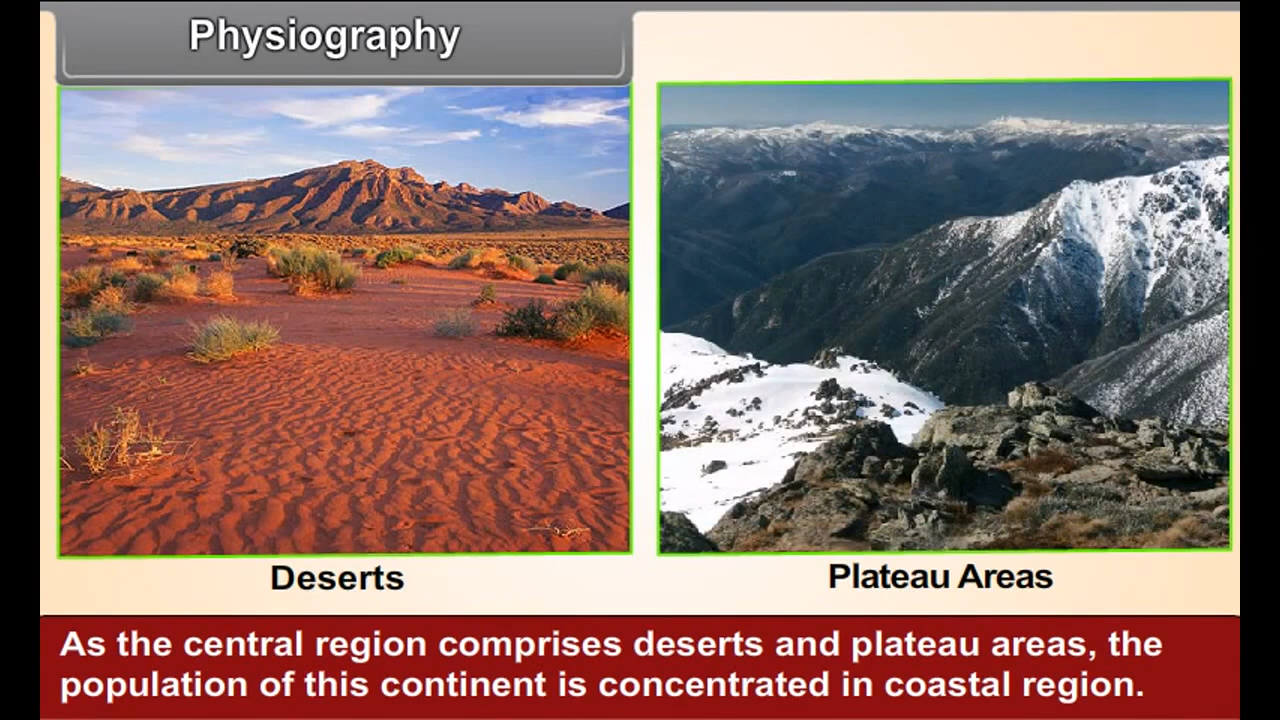 Physiography
Deserts
Plateau Areas
As the central region comprises deserts and plateau areas, the
population of this continent is concentrated in coastal region.